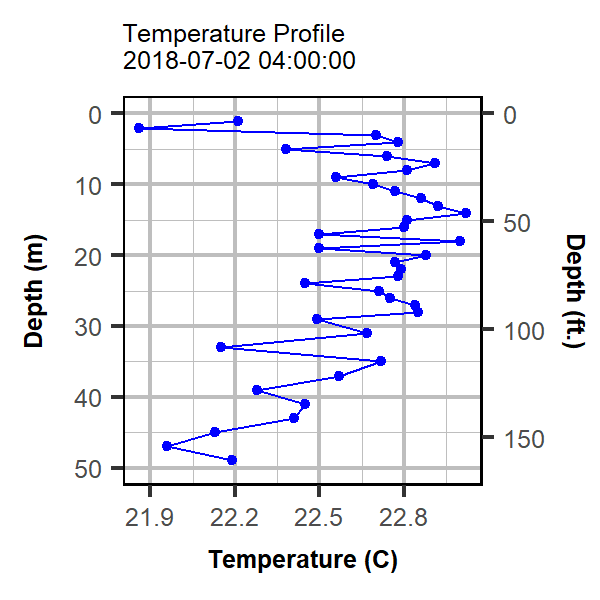 Temperature Profile
2018-07-02 04:00:00
0
10
20
30
40
50
Depth (m)
0
50
100
150
Depth (ft.)
21.9 22.2 22.5 22.8
Temperature (C)